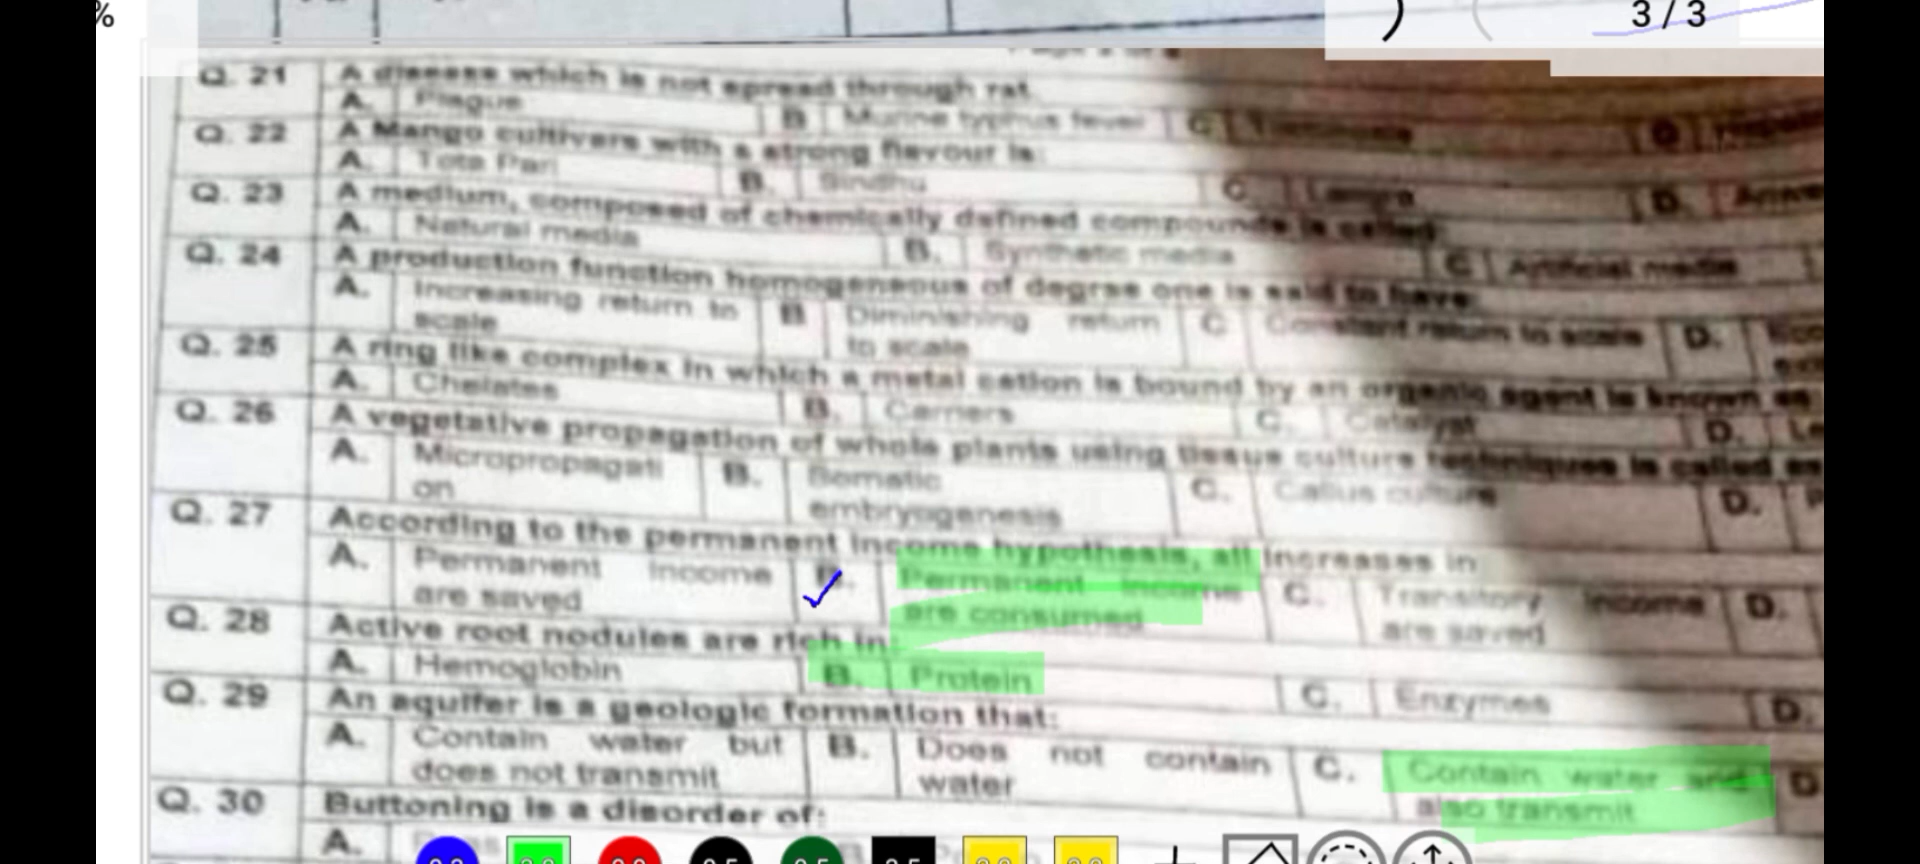 %
3 / 3
Q. 21 A disease which is not spread through rat.
A. Plague B Murine typhus fever C D
Q. 22 A Mango cultivers with a strong flavour is:
A. Tota Pari B. Sindhu C. Langra D.
Q. 23 A medium, composed of chemically defined compounds is called:
A. Natural media B. Synthetic media C Artificial media
Q. 24 A production function homogeneous of degree one is said to have:
A. Increasing return to scale B Diminishing return to scale C Constant return to scale D.
Q. 25 A ring like complex in which a metal cation is bound by an organic agent is known as
A. Chelates B. Carriers C. Catalyst D. Le
Q. 26 A vegetative propagation of whole plants using tissue culture techniques is called as
A. Micropropagati on B. Somatic embryogenesis C. Callus culture D.
Q. 27 According to the permanent income hypothesis, all increases in:
A. Permanent income are saved B. Permanent income are consumed C. Transitory income are saved D.
Q. 28 Active root nodules are rich in:
A. Hemoglobin B. Protein C. Enzymes D.
Q. 29 An aquifer is a geologic formation that:
A. Contain water but does not transmit B. Does not contain water C. Contain water and also transmit D
Q. 30 Buttoning is a disorder of:
A.